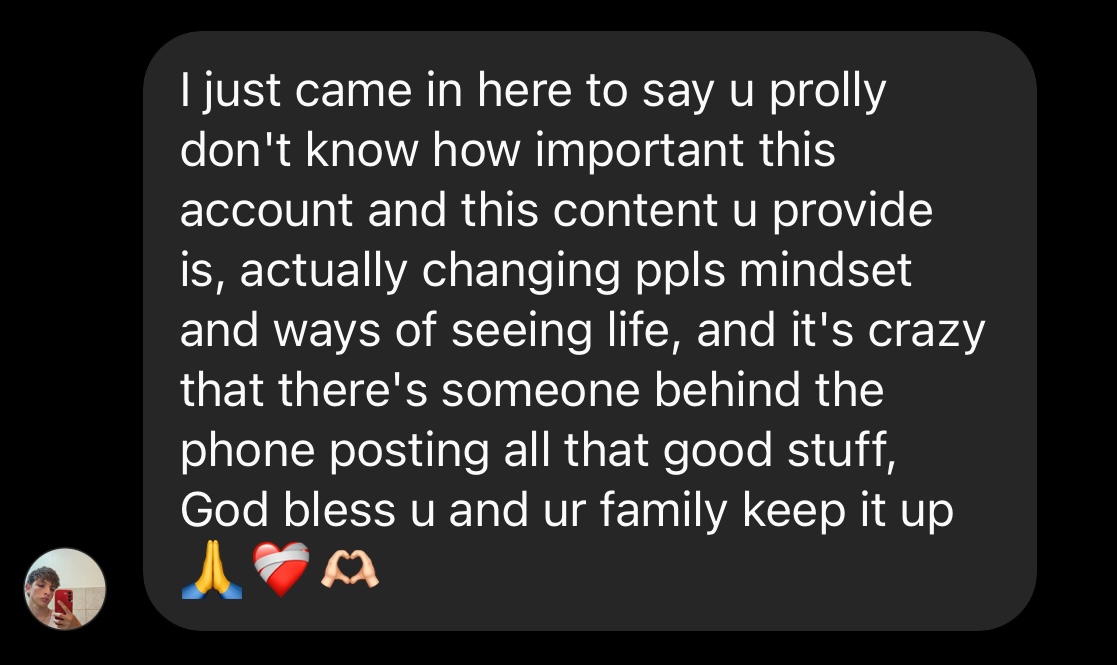 I just came in here to say u prolly
don't know how important this
account and this content u provide
is, actually changing ppls mindset
and ways of seeing life, and it's crazy
that there's someone behind the
phone posting all that good stuff,
God bless u and ur family keep it up
🙏❤️‍🩹🫶🏻